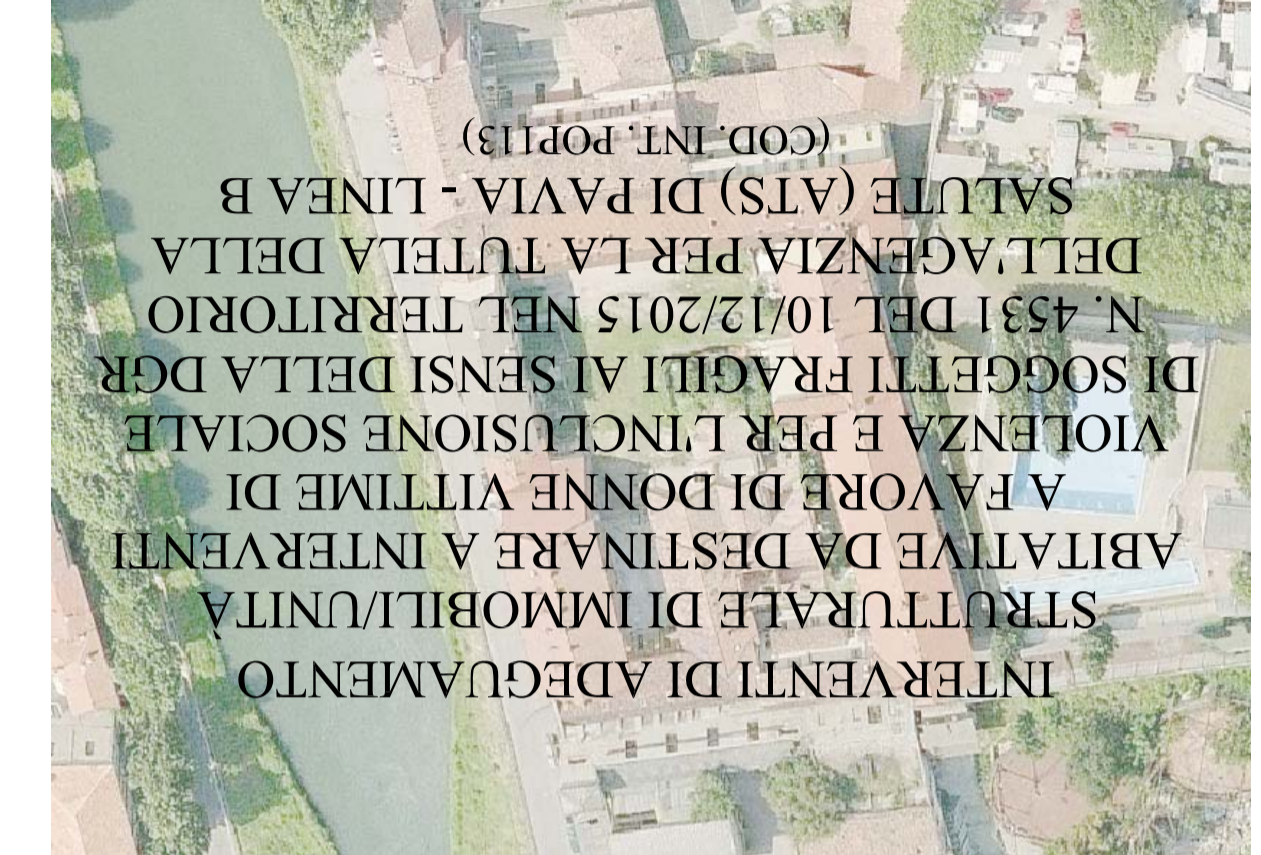 INTERVENTI DI ADEGUAMENTO
STRUTTURALE DI IMMOBILI/UNITÀ
ABITATIVE DA DESTINARE A INTERVENTI
A FAVORE DI DONNE VITTIME DI
VIOLENZA E PER L'INCLUSIONE SOCIALE
DI SOGGETTI FRAGILI AI SENSI DELLA DGR
N. 4531 DEL 10/12/2015 NEL TERRITORIO
DELL'AGENZIA PER LA TUTELA DELLA
SALUTE (ATS) DI PAVIA - LINEA B
(COD. INT. POP113)